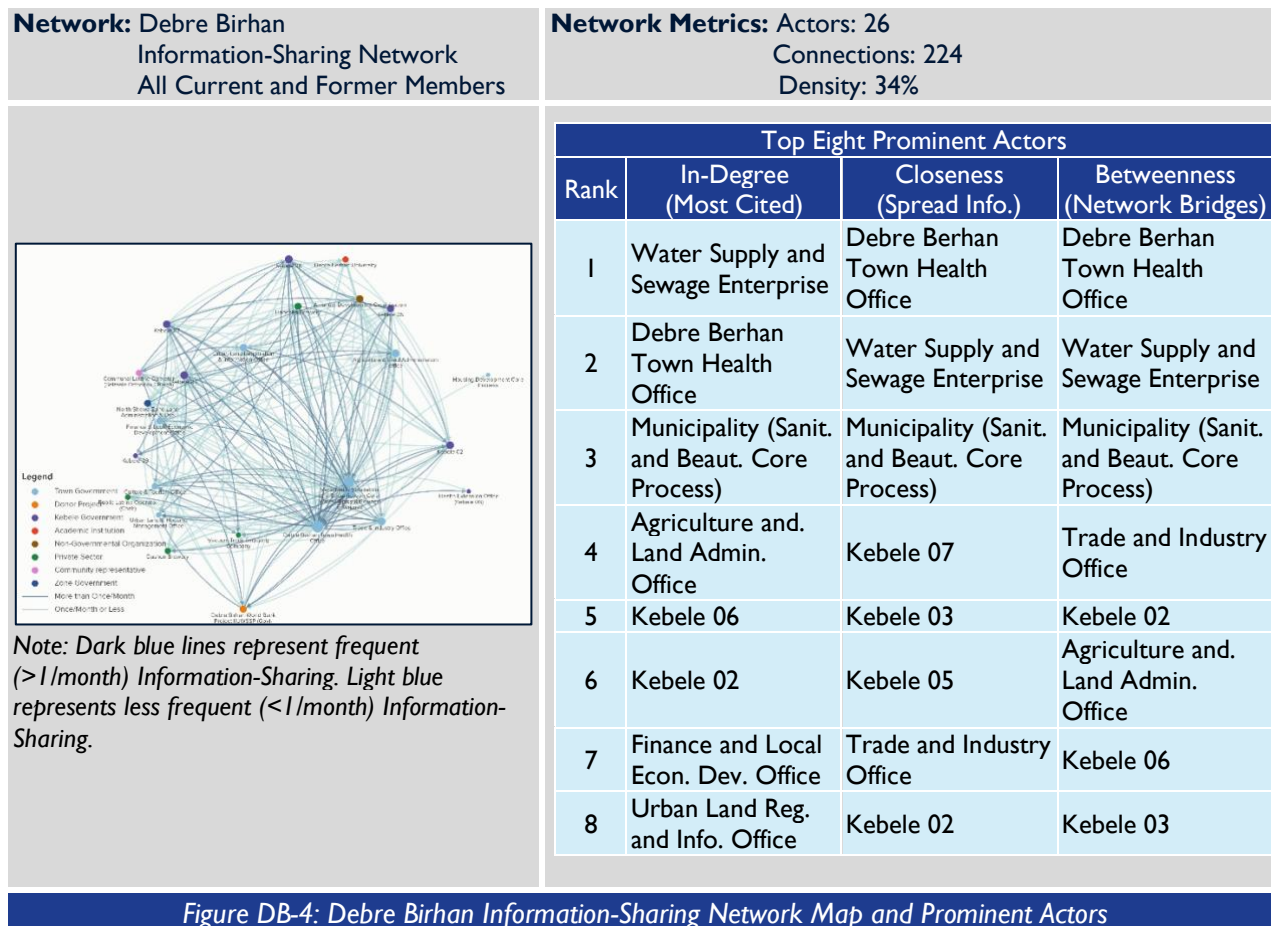 Network: Debre Birhan
Information-Sharing Network
All Current and Former Members
Network Metrics: Actors: 26
Connections: 224
Density: 34%
Legend
Town Government
Donor Project
Kebele Government
Academic Institution
Non-Governmental Organization
Private Sector
Community representative
Zone Government
More than Once/Month
Once/Month or Less
Note: Dark blue lines represent frequent
(>1/month) Information-Sharing. Light blue
represents less frequent (<1/month) Information-
Sharing.
Top Eight Prominent Actors
Rank
In-Degree
(Most Cited)
Closeness
(Spread Info.)
Betweenness
(Network Bridges)
1
Water Supply and
Sewage Enterprise
Debre Berhan
Town Health
Office
Debre Berhan
Town Health
Office
2
Debre Berhan
Town Health
Office
Water Supply and
Sewage Enterprise
Water Supply and
Sewage Enterprise
3
Municipality (Sanit.
and Beaut. Core
Process)
Municipality (Sanit.
and Beaut. Core
Process)
Municipality (Sanit.
and Beaut. Core
Process)
4
Agriculture and.
Land Admin.
Office
Kebele 07
Trade and Industry
Office
5
Kebele 06
Kebele 03
Kebele 02
6
Kebele 02
Kebele 05
Agriculture and.
Land Admin.
Office
7
Finance and Local
Econ. Dev. Office
Trade and Industry
Office
Kebele 06
8
Urban Land Reg.
and Info. Office
Kebele 02
Kebele 03
Figure DB-4: Debre Birhan Information-Sharing Network Map and Prominent Actors